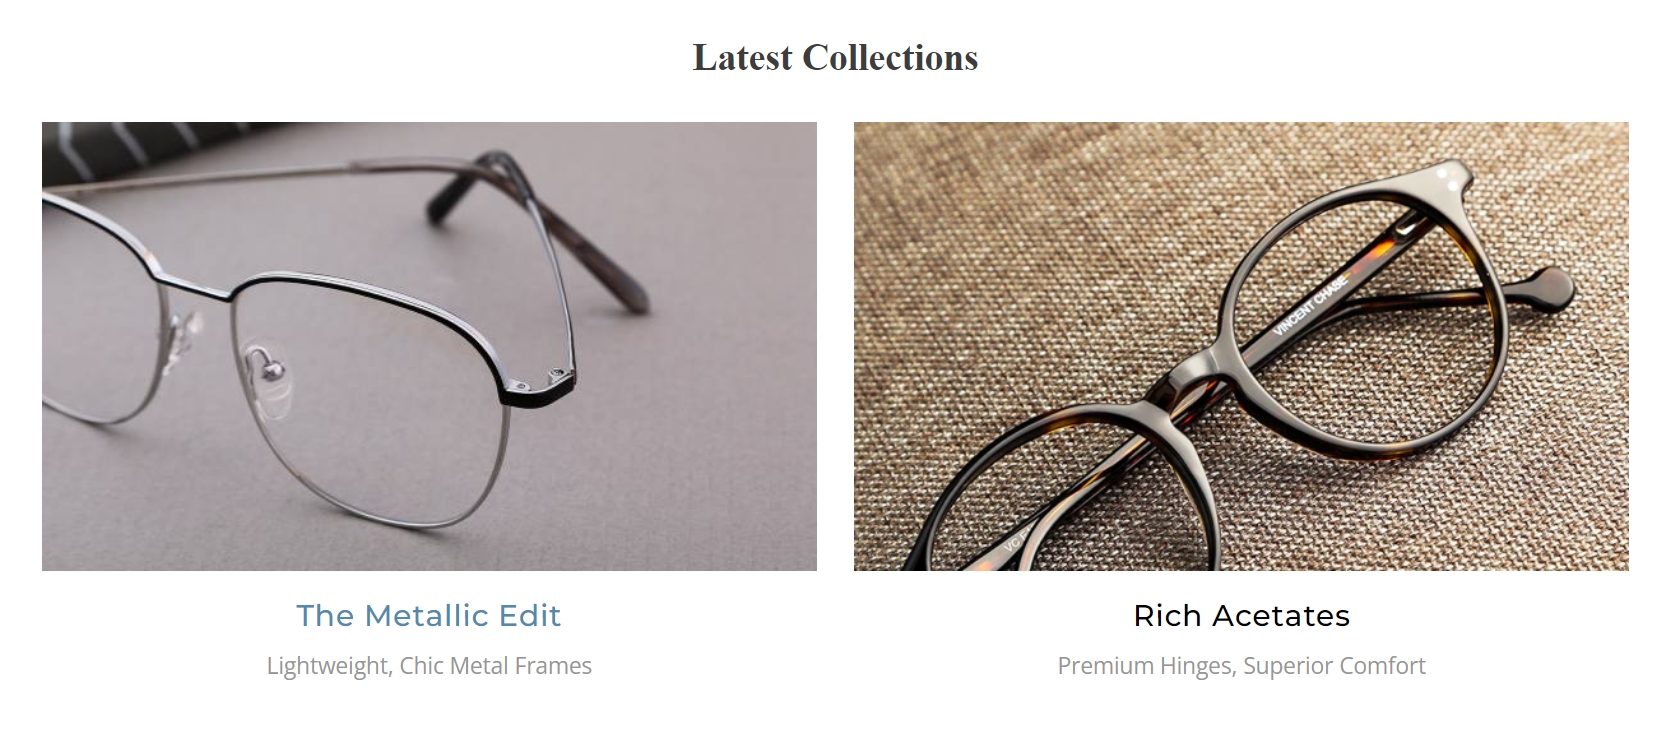 Latest Collections
VINCENT CHASE
The Metallic Edit
Rich Acetates
Lightweight, Chic Metal Frames
Premium Hinges, Superior Comfort